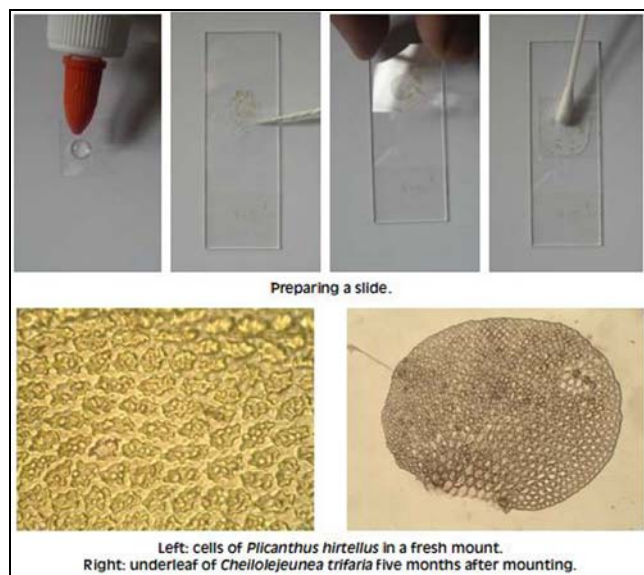 Preparing a slide.
Left: cells of Plicanthus hirtellus in a fresh mount.
Right: underleaf of Cheilolejeunea trifaria five months after mounting.